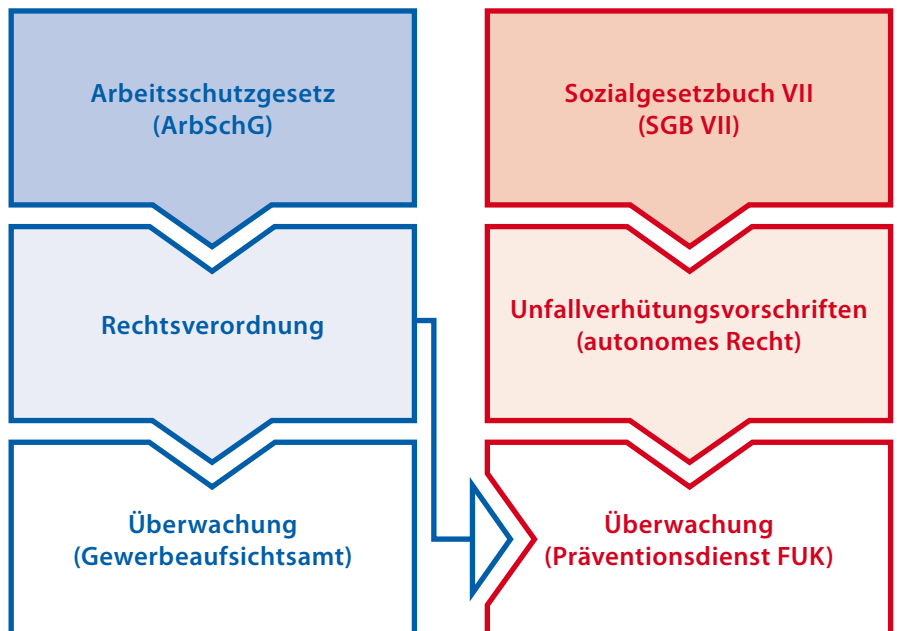 Arbeitsschutzgesetz
(ArbSchG)
Rechtsverordnung
Überwachung
(Gewerbeaufsichtsamt)
Sozialgesetzbuch VII
(SGB VII)
Unfallverhütungsvorschriften
(autonomes Recht)
Überwachung
(Präventionsdienst FUK)